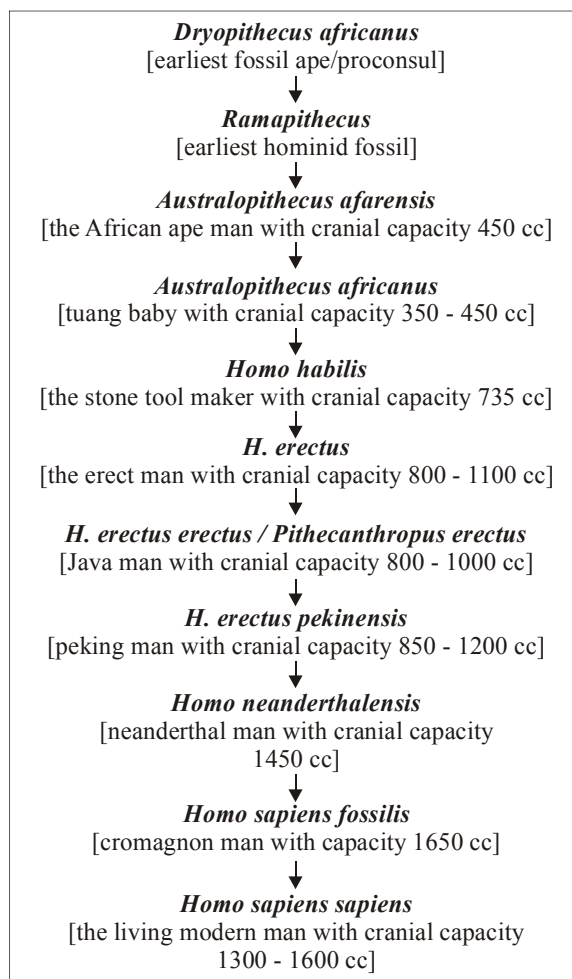 Dryopithecus africanus
[earliest fossil ape/proconsul]
Ramapithecus
[earliest hominid fossil]
Australopithecus afarensis
[the African ape man with cranial capacity 450 cc]
Australopithecus africanus
[tuang baby with cranial capacity 350 - 450 cc]
Homo habilis
[the stone tool maker with cranial capacity 735 cc]
H. erectus
[the erect man with cranial capacity 800 - 1100 cc]
H. erectus erectus / Pithecanthropus erectus
[Java man with cranial capacity 800 - 1000 cc]
H. erectus pekinensis
[peking man with cranial capacity 850 - 1200 cc]
Homo neanderthalensis
[neanderthal man with cranial capacity
1450 cc]
Homo sapiens fossilis
[cromagnon man with capacity 1650 cc]
Homo sapiens sapiens
[the living modern man with cranial capacity
1300 - 1600 cc]